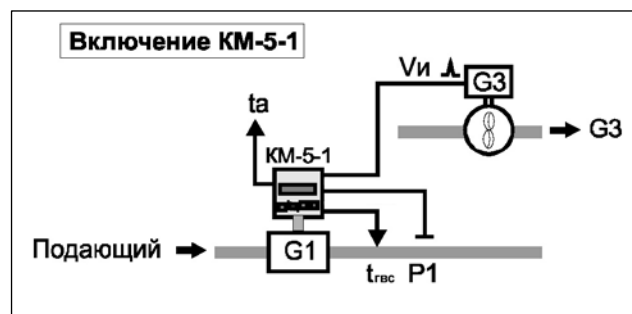 Включение КМ-5-1
Vи
G3
ta
G3
КМ-5-1
Подающий
G1
tгвс P1